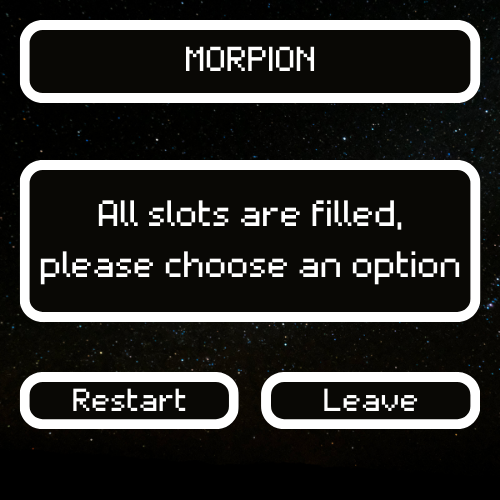 MORPION
All slots are filled,
please choose an option
Restart
Leave